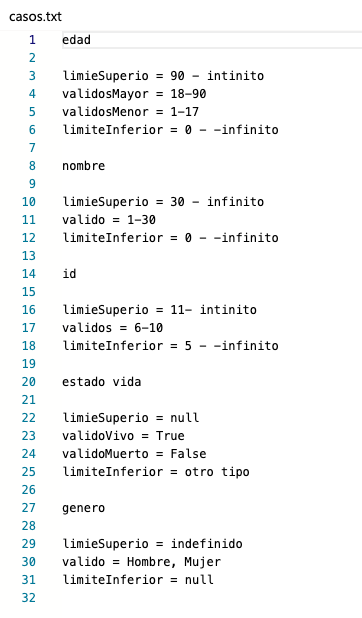 casos.txt
1 edad
2
3 limieSuperio = 90 - intinito
4 validosMayor = 18-90
5 validosMenor = 1-17
6 limiteInferior = 0 - -infinito
7
8 nombre
9
10 limieSuperio = 30 - infinito
11 valido = 1-30
12 limiteInferior = 0 - -infinito
13
14 id
15
16 limieSuperio = 11- intinito
17 validos = 6-10
18 limiteInferior = 5 - -infinito
19
20 estado vida
21
22 limieSuperio = null
23 validoVivo = True
24 validoMuerto = False
25 limiteInferior = otro tipo
26
27 genero
28
29 limieSuperio = indefinido
30 valido = Hombre, Mujer
31 limiteInferior = null
32